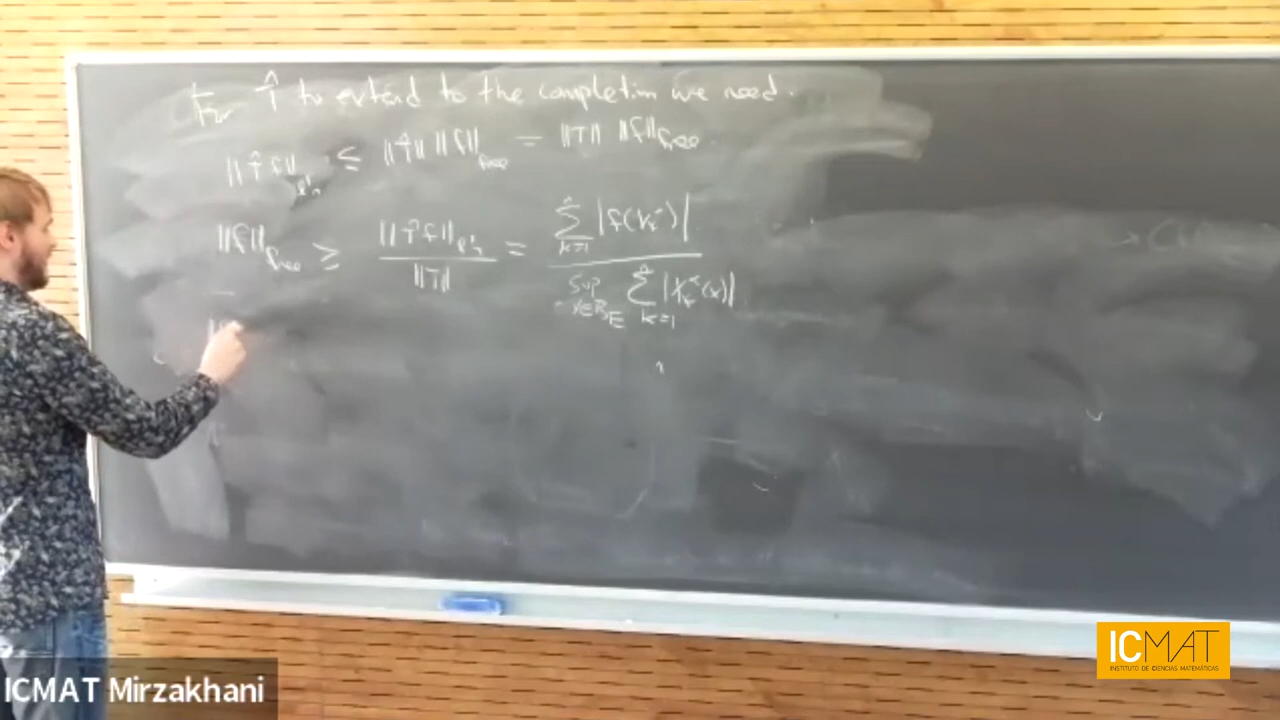 For T̂ to extend to the completion we need.
||T̂f||_{ℓ¹ₙ} ≤ ||T̂|| ||f||_{free} = ||T|| ||f||_{free}.
||f||_{free} ≥ ||T̂f||_{ℓ¹ₙ} / ||T|| = ∑_{k=1}^{n} |f(x_k^*)| / sup_{x∈B_E} ∑_{k=1}^{n} |x_k^*(x)|
ICMAT
INSTITUTO DE CIENCIAS MATEMÁTICAS
ICMAT Mirzakhani